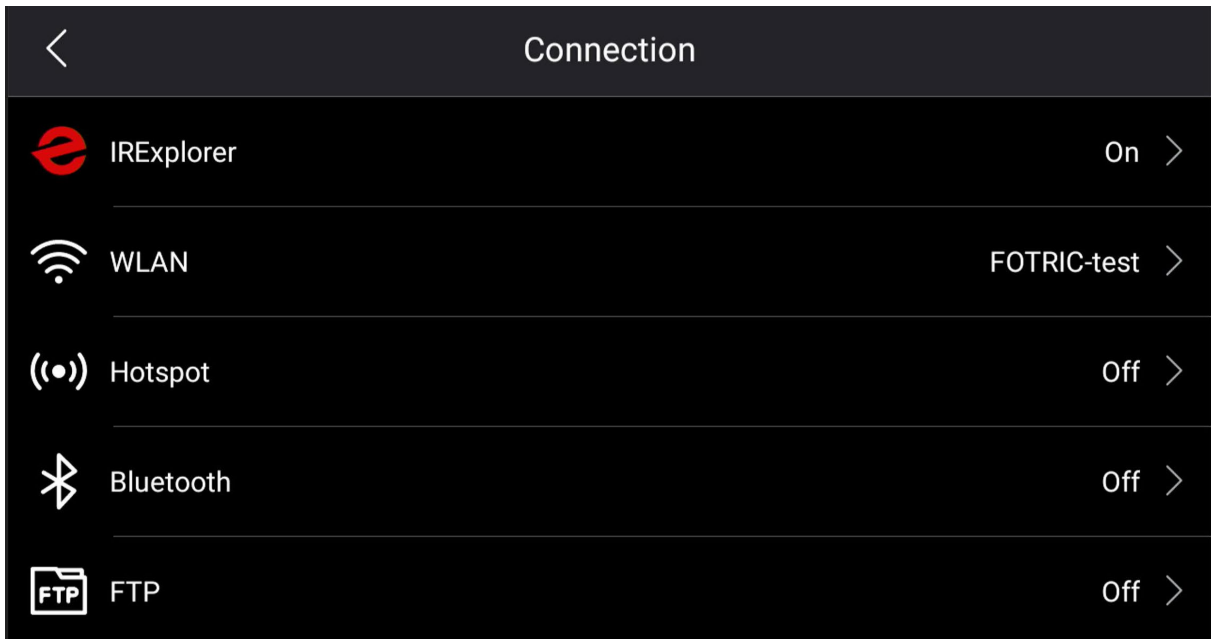 Connection
IRExplorer On
WLAN FOTRIC-test
Hotspot Off
Bluetooth Off
FTP FTP Off